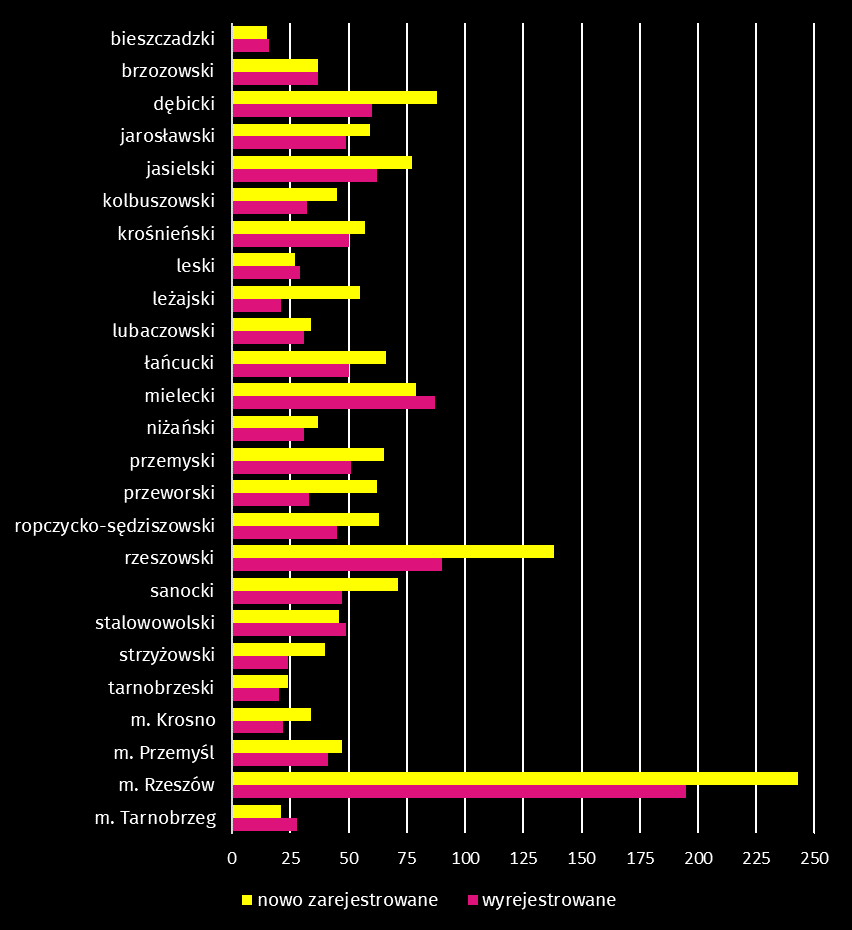 bieszczadzki
brzozowski
dębicki
jarosławski
jasielski
kolbuszowski
krośnieński
leski
leżajski
lubaczowski
łańcucki
mielecki
niżański
przemyski
przeworski
ropczycko-sędziszowski
rzeszowski
sanocki
stalowowolski
strzyżowski
tarnobrzeski
m. Krosno
m. Przemyśl
m. Rzeszów
m. Tarnobrzeg
0 25 50 75 100 125 150 175 200 225 250
nowo zarejestrowane wyrejestrowane